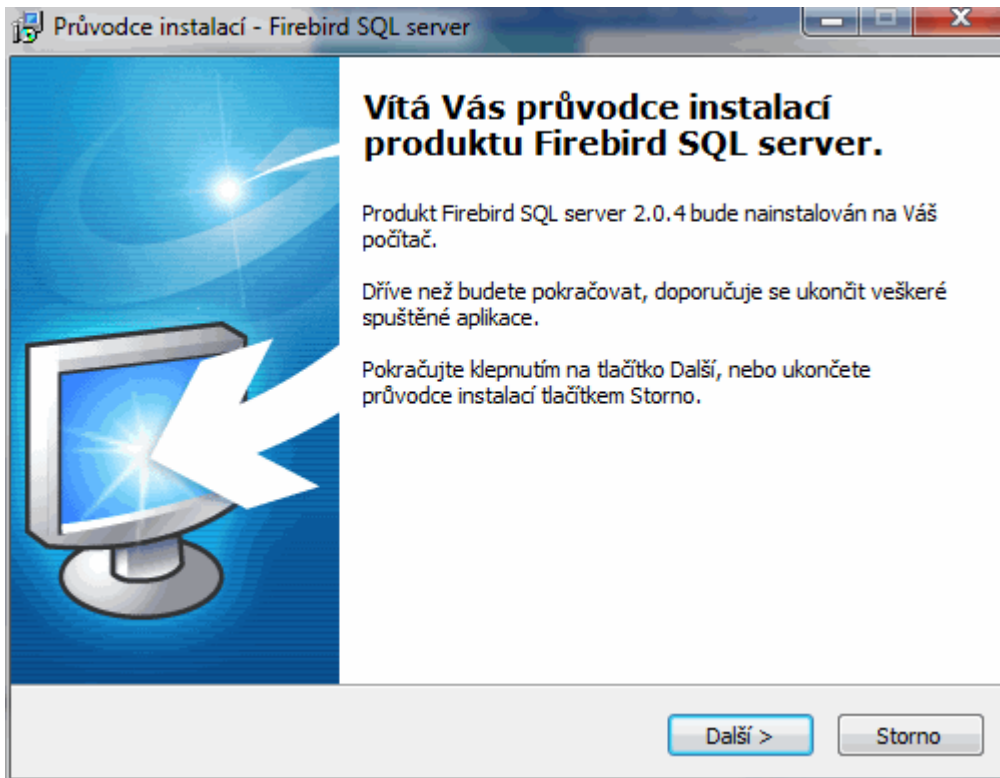 Průvodce instalací - Firebird SQL server
Vítá Vás průvodce instalací
produktu Firebird SQL server.
Produkt Firebird SQL server 2.0.4 bude nainstalován na Váš
počítač.
Dříve než budete pokračovat, doporučuje se ukončit veškeré
spuštěné aplikace.
Pokračujte klepnutím na tlačítko Další, nebo ukončete
průvodce instalací tlačítkem Storno.
Další >
Storno